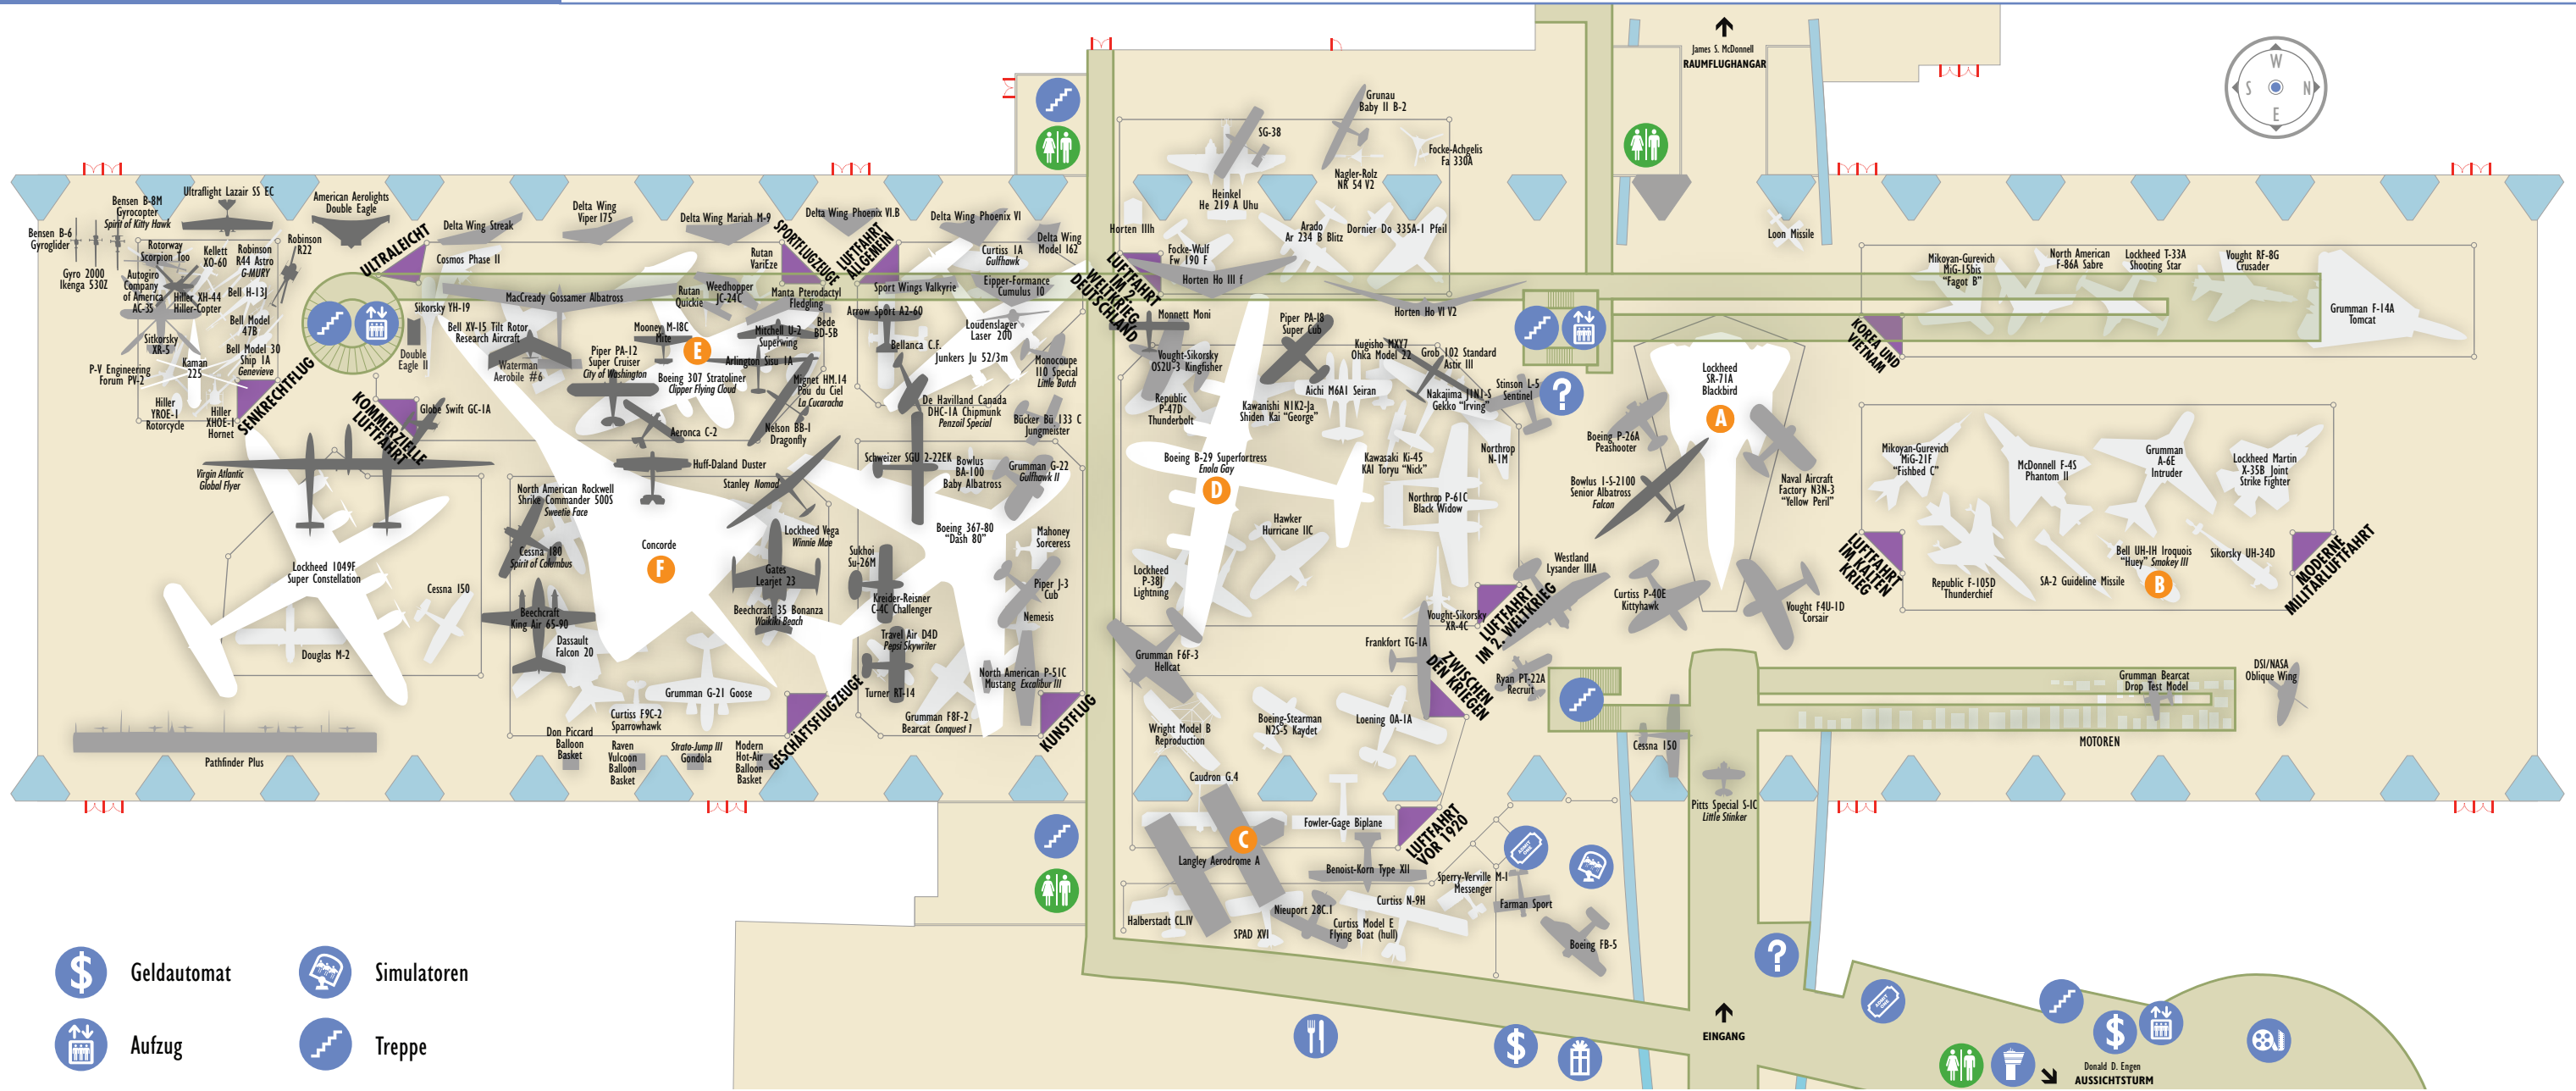 James S. McDonnell
RAUMFLUGHANGAR
W
S
N
E
Bensen B-6
Gyroglider
Bensen B-8M
Gyrocopter
Spirit of Kitty Hawk
Ultraflight Lazair SS EC
American Aerolights
Double Eagle
ULTRALEICHT
Delta Wing Streak
Delta Wing
Viper 175
Delta Wing Mariah M-9
SPORTFLUGZEUGE
Delta Wing Phoenix VI.B
LUFTFAHRT
ALLGEMEIN
Delta Wing Phoenix VI
Delta Wing
Model 162
Gyro 2000
Ikenga 530Z
Rotorway
Scorpion Too
Kellett
XO-60
Robinson
R44 Astro
G-MURY
Robinson
R22
Autogiro
Company
of America
AC-35
Hiller XH-44
Hiller-Copter
Bell H-13J
Bell Model
47B
Sitkorsky
XR-5
Bell Model 30
Ship 1A
Genevieve
P-V Engineering
Forum PV-2
Kaman
225
Hiller
YROE-1
Rotorcycle
Hiller
XHOE-1
Hornet
SENKRECHTFLUG
Cosmos Phase II
Sikorsky YH-19
Double
Eagle II
MacCready Gossamer Albatross
Bell XV-15 Tilt Rotor
Research Aircraft
Waterman
Aerobile #6
Rutan
VariEze
Rutan
Quickie
Weedhopper
JC-24C
Manta Pterodactyl
Fledgling
Mooney M-18C
Mite
E
Mitchell U-2
Superwing
Bede
BD-5B
Piper PA-12
Super Cruiser
City of Washington
Arlington Sisu 1A
Boeing 307 Stratoliner
Clipper Flying Cloud
Mignet HM.14
Pou du Ciel
La Cucaracha
Aeronca C-2
Nelson BB-1
Dragonfly
KOMMERZIELLE
LUFTFAHRT
Globe Swift GC-1A
Curtiss 1A
Gulfhawk
Sport Wings Valkyrie
Eipper-Formance
Cumulus 10
Arrow Sport A2-60
Loudenslager
Laser 200
Bellanca C.F.
Junkers Ju 52/3m
Monocoupe
110 Special
Little Butch
De Havilland Canada
DHC-1A Chipmunk
Penzoil Special
Bücker Bü 133 C
Jungmeister
Virgin Atlantic
Global Flyer
Lockheed 1049F
Super Constellation
Cessna 150
Douglas M-2
Pathfinder Plus
Huff-Daland Duster
Stanley Nomad
North American Rockwell
Shrike Commander 500S
Sweetie Face
Cessna 180
Spirit of Columbus
Concorde
F
Lockheed Vega
Winnie Mae
Gates
Learjet 23
Beechcraft 35 Bonanza
Waikiki Beach
Beechcraft
King Air 65-90
Dassault
Falcon 20
Grumman G-21 Goose
Curtiss F9C-2
Sparrowhawk
Don Piccard
Balloon
Basket
Raven
Vulcoon
Balloon
Basket
Strato-Jump III
Gondola
Modern
Hot-Air
Balloon
Basket
GESCHÄFTSFLUGZEUGE
Schweizer SGU 2-22EK
Bowlus
BA-100
Baby Albatross
Grumman G-22
Gulfhawk II
Boeing 367-80
"Dash 80"
Mahoney
Sorceress
Sukhoi
Su-26M
Kreider-Reisner
C-4C Challenger
Piper J-3
Cub
Nemesis
Travel Air D4D
Pepsi Skywriter
North American P-51C
Mustang Excalibur III
Turner RT-14
Grumman F8F-2
Bearcat Conquest 1
KUNSTFLUG
Grunau
Baby II B-2
SG-38
Focke-Achgelis
Fa 330A
Nagler-Rolz
NR 54 V2
Heinkel
He 219 A Uhu
Horten IIIh
Focke-Wulf
Fw 190 F
Arado
Ar 234 B Blitz
Dornier Do 335A-1 Pfeil
Horten Ho III f
Horten Ho VI V2
LUFTFAHRT
IM 2.
WELTKRIEG
DEUTSCHLAND
Monnett Moni
Piper PA-18
Super Cub
Vought-Sikorsky
OS2U-3 Kingfisher
Kugisho MXY7
Ohka Model 22
Grob 102 Standard
Astir III
Republic
P-47D
Thunderbolt
Aichi M6A1 Seiran
Kawanishi N1K2-Ja
Shiden Kai "George"
Nakajima J1N1-S
Gekko "Irving"
Stinson L-5
Sentinel
Boeing B-29 Superfortress
Enola Gay
D
Kawasaki Ki-45
KAI Toryu "Nick"
Northrop
N-1M
Northrop P-61C
Black Widow
Hawker
Hurricane IIC
Lockheed
P-38J
Lightning
Westland
Lysander IIIA
Vought-Sikorsky
XR-4C
LUFTFAHRT
IM 2. WELTKRIEG
Grumman F6F-3
Hellcat
Frankfort TG-1A
ZWISCHEN
DEN KRIEGEN
Ryan PT-22A
Recruit
Wright Model B
Reproduction
Boeing-Stearman
N2S-5 Kaydet
Loening OA-1A
Caudron G.4
Fowler-Gage Biplane
LUFTFAHRT
VOR 1920
C
Langley Aerodrome A
Benoist-Korn Type XII
Sperry-Verville M-1
Messenger
Halberstadt CL.IV
SPAD XVI
Nieuport 28C.1
Curtiss N-9H
Curtiss Model E
Flying Boat (hull)
Farman Sport
Boeing FB-5
ADMIT ONE
Loon Missile
Lockheed
SR-71A
Blackbird
A
Boeing P-26A
Peashooter
Bowlus 1-S-2100
Senior Albatross
Falcon
Naval Aircraft
Factory N3N-3
"Yellow Peril"
Curtiss P-40E
Kittyhawk
Vought F4U-1D
Corsair
Cessna 150
Pitts Special S-1C
Little Stinker
Mikoyan-Gurevich
MiG-15bis
"Fagot B"
North American
F-86A Sabre
Lockheed T-33A
Shooting Star
Vought RF-8G
Crusader
Grumman F-14A
Tomcat
KOREA UND
VIETNAM
Mikoyan-Gurevich
MiG-21F
"Fishbed C"
McDonnell F-4S
Phantom II
Grumman
A-6E
Intruder
Lockheed Martin
X-35B Joint
Strike Fighter
Republic F-105D
Thunderchief
SA-2 Guideline Missile
Bell UH-1H Iroquois
"Huey" Smokey III
B
Sikorsky UH-34D
LUFTFAHRT
IM KALTEN
KRIEG
MODERNE
MILITÄRLUFTFAHRT
Grumman Bearcat
Drop Test Model
DSI/NASA
Oblique Wing
MOTOREN
?
?
ADMIT ONE
EINGANG
$
$
Donald D. Engen
AUSSICHTSTURM
$
Geldautomat
Simulatoren
Aufzug
Treppe